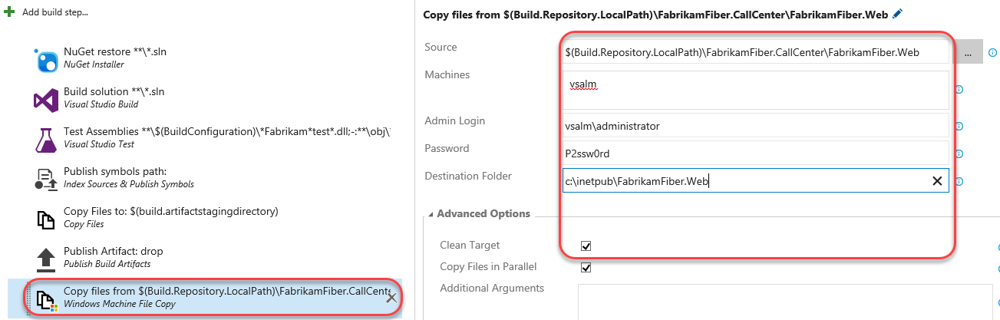 Add build step...
NuGet restore **\*.sln
NuGet Installer
Build solution **\*.sln
Visual Studio Build
Test Assemblies **\$(BuildConfiguration)\*Fabrikam*test*.dll;-:**\obj\*
Visual Studio Test
Publish symbols path:
Index Sources & Publish Symbols
Copy Files to: $(build.artifactstagingdirectory)
Copy Files
Publish Artifact: drop
Publish Build Artifacts
Copy files from $(Build.Repository.LocalPath)\FabrikamFiber.CallCente
Windows Machine File Copy
Copy files from $(Build.Repository.LocalPath)\FabrikamFiber.CallCenter\FabrikamFiber.Web
Source
$(Build.Repository.LocalPath)\FabrikamFiber.CallCenter\FabrikamFiber.Web
...
Machines
vsalm
Admin Login
vsalm\administrator
Password
P2ssw0rd
Destination Folder
c:\inetpub\FabrikamFiber.Web
Advanced Options
Clean Target
Copy Files in Parallel
Additional Arguments